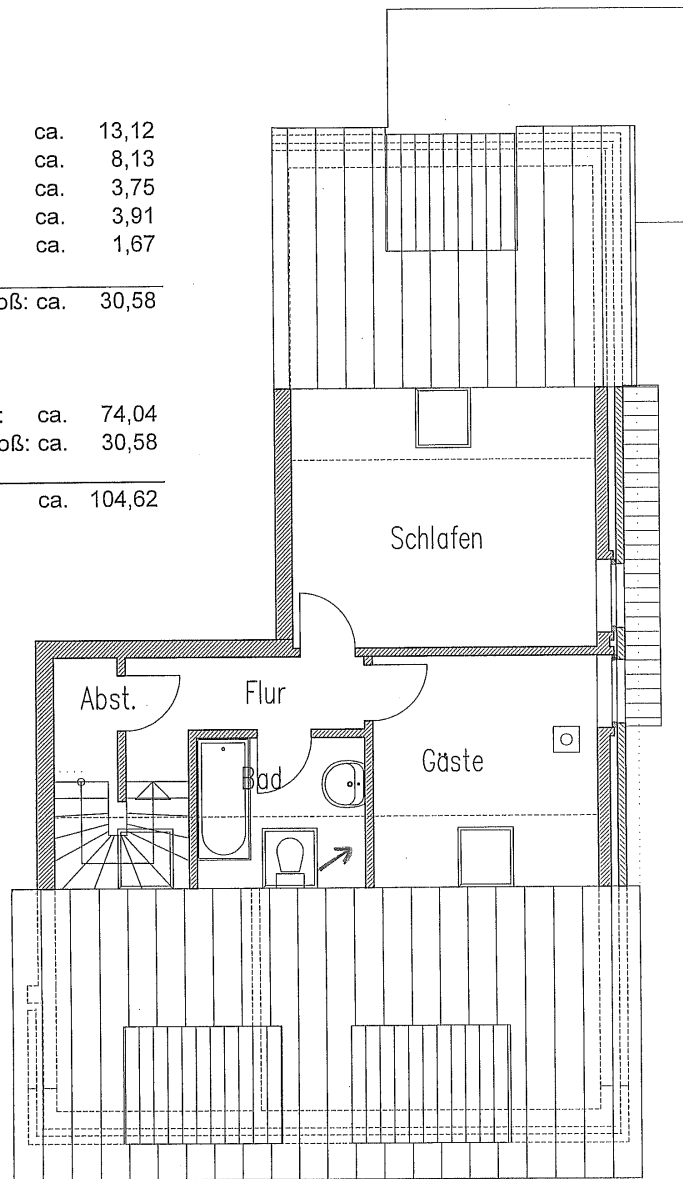 ca. 13,12
ca. 8,13
ca. 3,75
ca. 3,91
ca. 1,67
oß: ca. 30,58
: ca. 74,04
oß: ca. 30,58
ca. 104,62
Schlafen
Abst.
Flur
Bad
Gäste